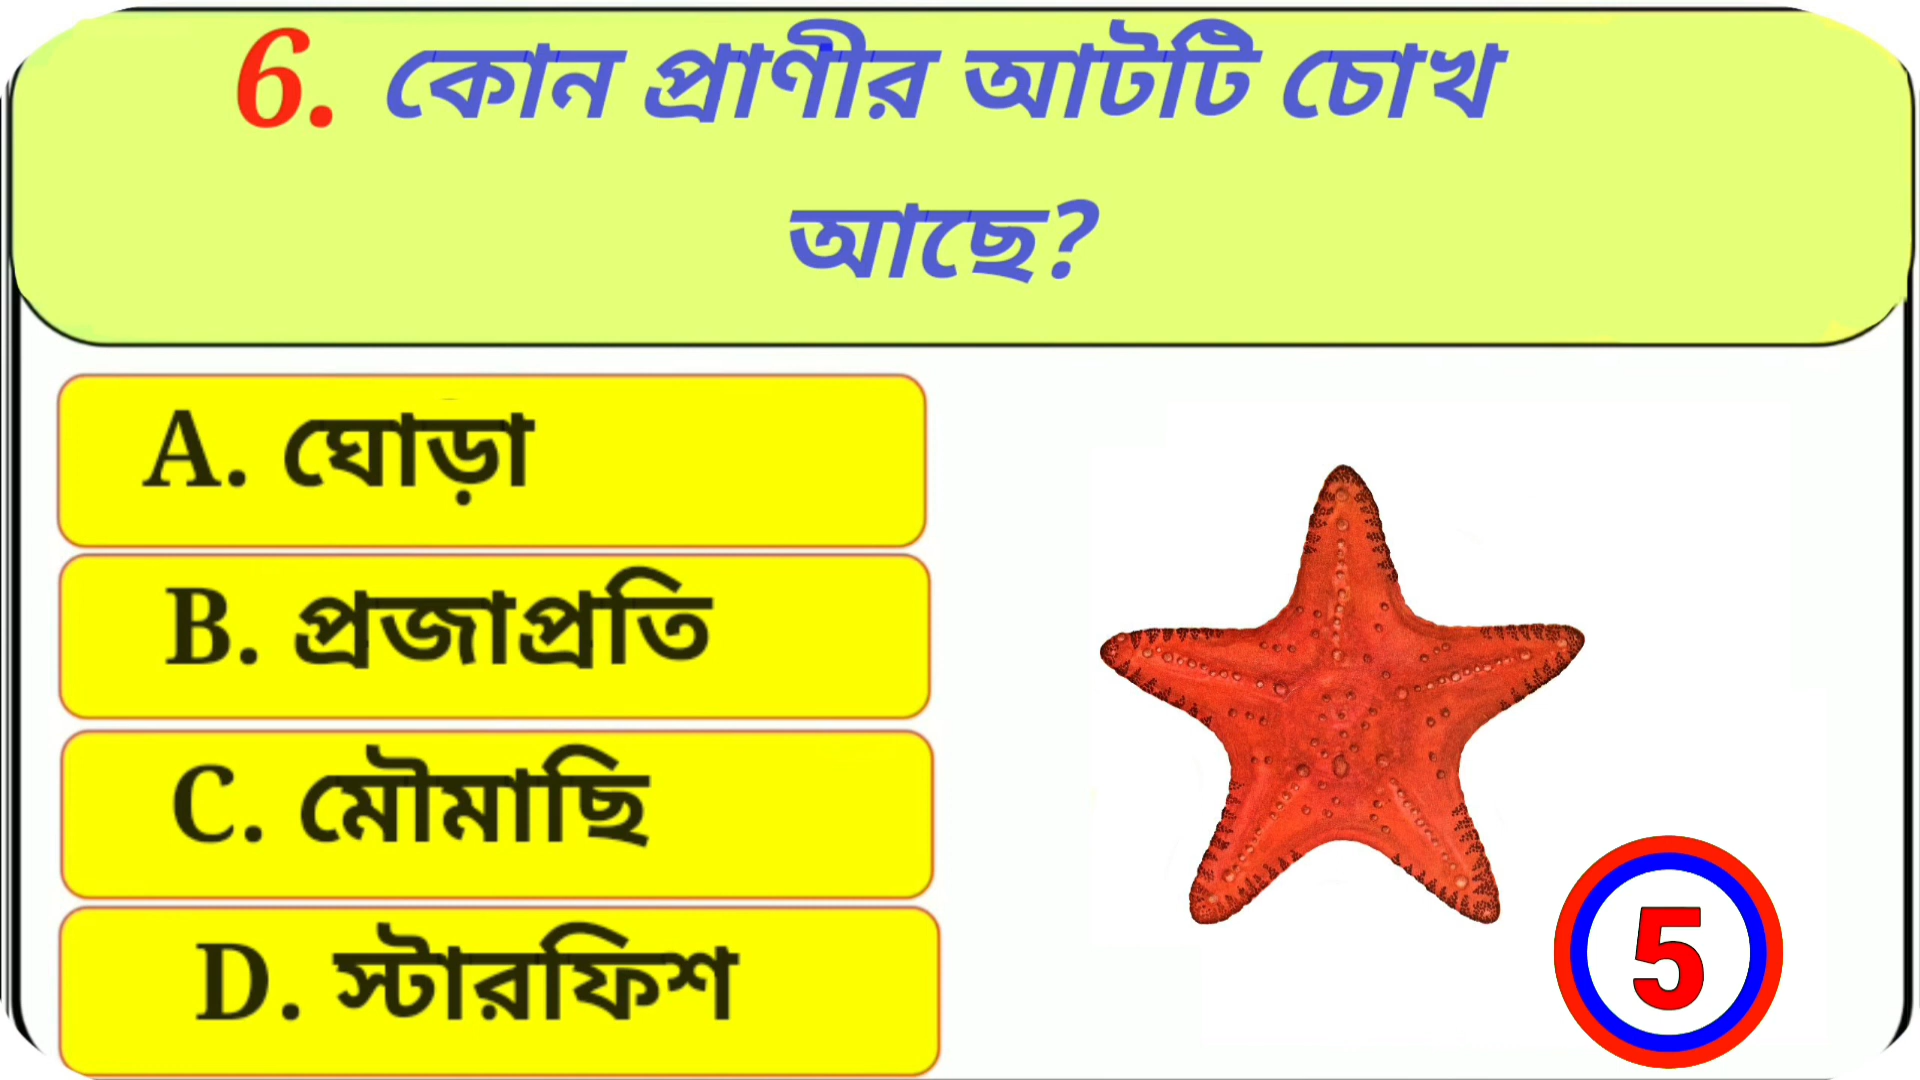 6. কোন প্রাণীর আটটি চোখ
আছে?
A. ঘোড়া
B. প্রজাপ্রতি
C. মৌমাছি
D. স্টারফিশ
5